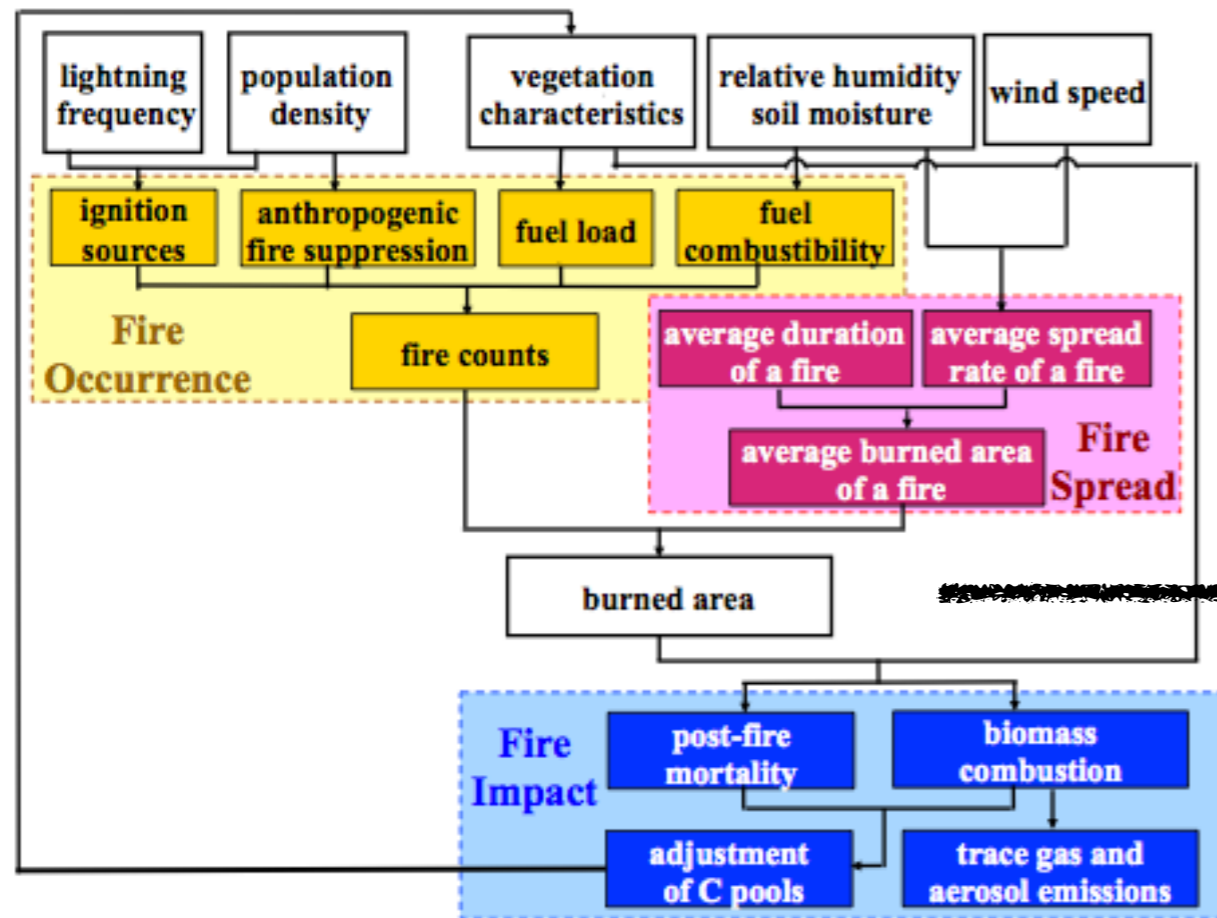 lightning
frequency
population
density
vegetation
characteristics
relative humidity
soil moisture
wind speed
ignition
sources
anthropogenic
fire suppression
fuel load
fuel
combustibility
Fire
Occurrence
fire counts
average duration
of a fire
average spread
rate of a fire
average burned area
of a fire
Fire
Spread
burned area
Fire
Impact
post-fire
mortality
biomass
combustion
adjustment
of C pools
trace gas and
aerosol emissions